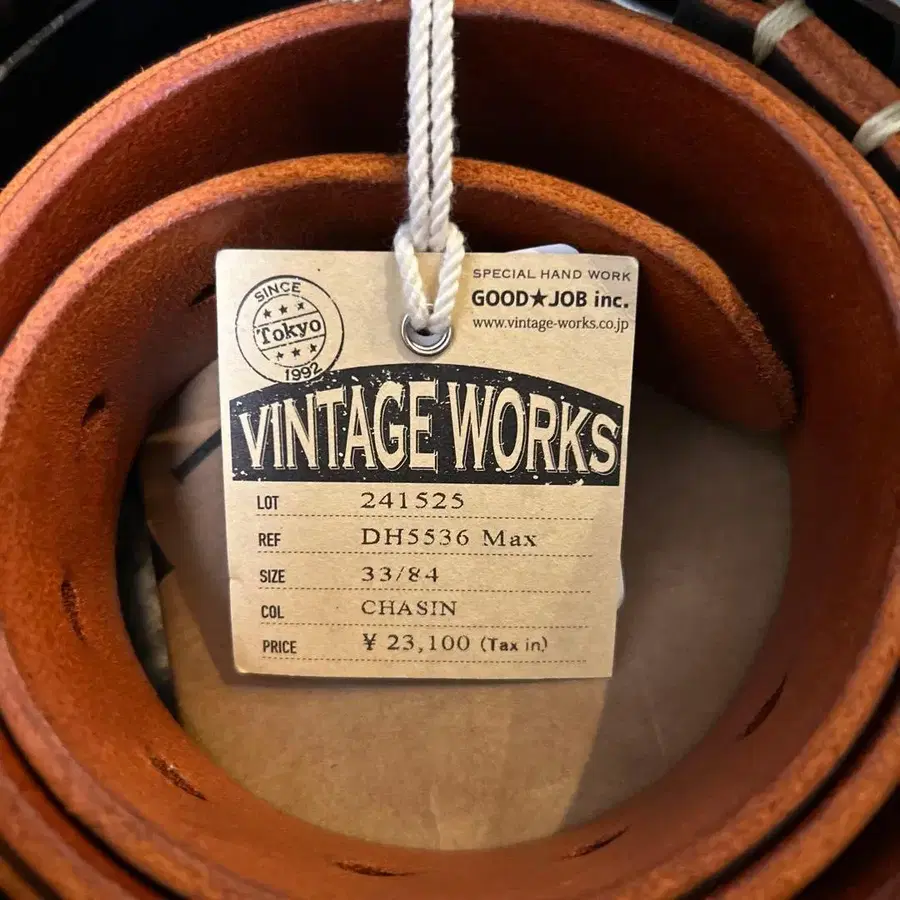 SINCE
Tokyo
1992
SPECIAL HAND WORK
GOOD★JOB inc.
www.vintage-works.co.jp
VINTAGE WORKS
LOT 241525
REF DH5536 Max
SIZE 33/84
COL CHASIN
PRICE ¥ 23,100 (Tax in)